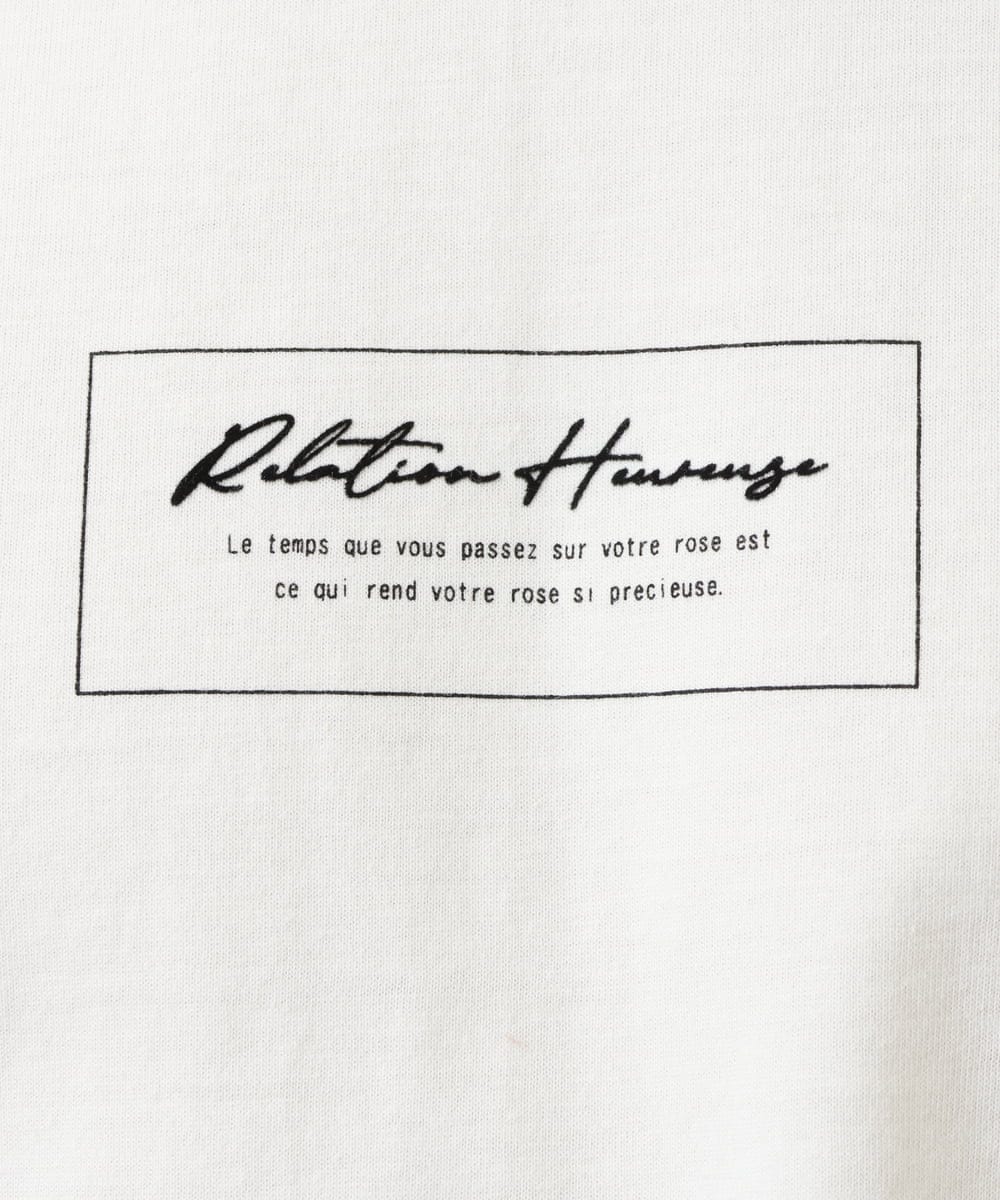 Relation Heureuse
Le temps que vous passez sur votre rose est
ce qui rend votre rose si precieuse.